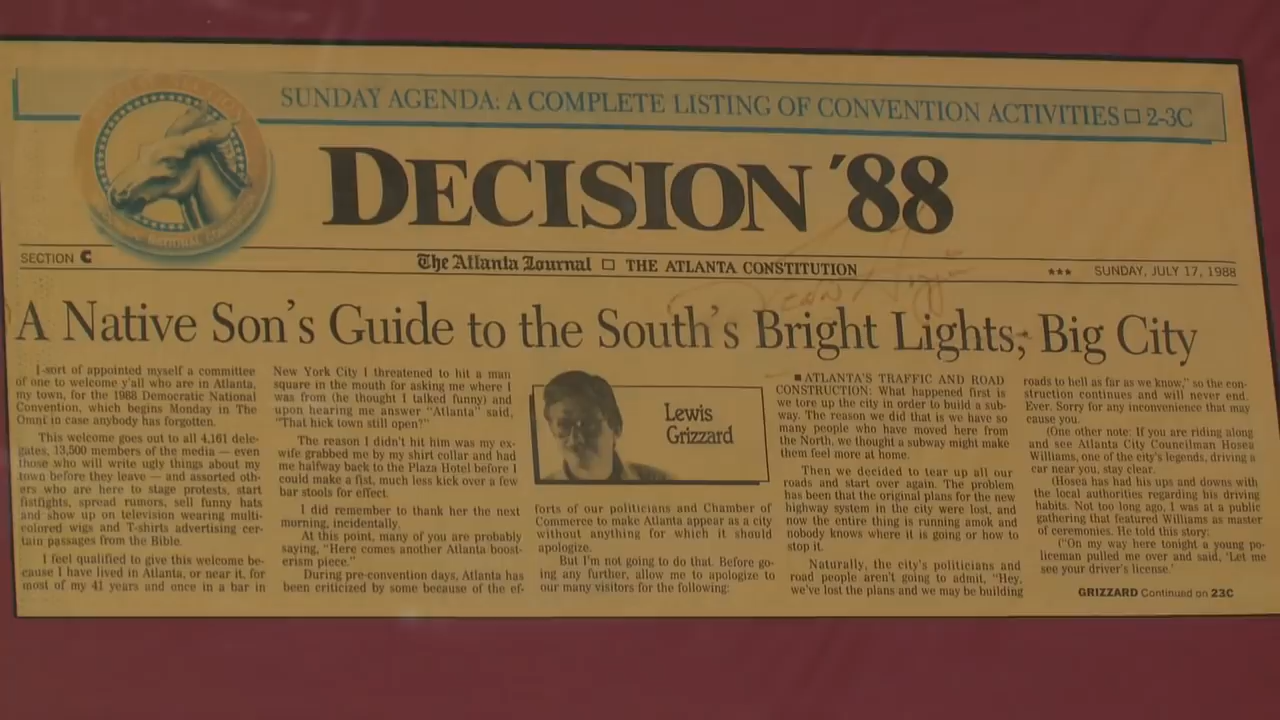 SUNDAY AGENDA: A COMPLETE LISTING OF CONVENTION ACTIVITIES □ 2-3C
DECISION '88
SECTION C
The Atlanta Journal □ THE ATLANTA CONSTITUTION
*** SUNDAY, JULY 17, 1988
A Native Son's Guide to the South's Bright Lights, Big City
I sort of appointed myself a committee
of one to welcome y'all who are in Atlanta,
my town, for the 1988 Democratic National
Convention, which begins Monday in The
Omni in case anybody has forgotten.
This welcome goes out to all 4,161 dele-
gates, 13,500 members of the media — even
those who will write ugly things about my
town before they leave — and assorted oth-
ers who are here to stage protests, start
fistfights, spread rumors, sell funny hats
and show up on television wearing multi-
colored wigs and T-shirts advertising cer-
tain passages from the Bible.
I feel qualified to give this welcome be-
cause I have lived in Atlanta, or near it, for
most of my 41 years and once in a bar in
New York City I threatened to hit a man
square in the mouth for asking me where I
was from (he thought I talked funny) and
upon hearing me answer "Atlanta" said,
"That hick town still open?"
The reason I didn't hit him was my ex-
wife grabbed me by my shirt collar and had
me halfway back to the Plaza Hotel before I
could make a fist, much less kick over a few
bar stools for effect.
I did remember to thank her the next
morning, incidentally.
At this point, many of you are probably
saying, "Here comes another Atlanta boost-
erism piece."
During pre-convention days, Atlanta has
been criticized by some because of the ef-
Lewis
Grizzard
forts of our politicians and Chamber of
Commerce to make Atlanta appear as a city
without anything for which it should
apologize.
But I'm not going to do that. Before go-
ing any further, allow me to apologize to
our many visitors for the following:
■ ATLANTA'S TRAFFIC AND ROAD
CONSTRUCTION: What happened first is
we tore up the city in order to build a sub-
way. The reason we did that is we have so
many people who have moved here from
the North, we thought a subway might make
them feel more at home.
Then we decided to tear up all our
roads and start over again. The problem
has been that the original plans for the new
highway system in the city were lost, and
now the entire thing is running amok and
nobody knows where it is going or how to
stop it.
Naturally, the city's politicians and
road people aren't going to admit, "Hey,
we've lost the plans and we may be building
roads to hell as far as we know," so the con-
struction continues and will never end.
Ever. Sorry for any inconvenience that may
cause you.
(One other note: If you are riding along
and see Atlanta City Councilman Hosea
Williams, one of the city's legends, driving a
car near you, stay clear.
(Hosea has had his ups and downs with
the local authorities regarding his driving
habits. Not too long ago, I was at a public
gathering that featured Williams as master
of ceremonies. He told this story:
("On my way here tonight a young po-
liceman pulled me over and said, 'Let me
see your driver's license.'
GRIZZARD Continued on 23C